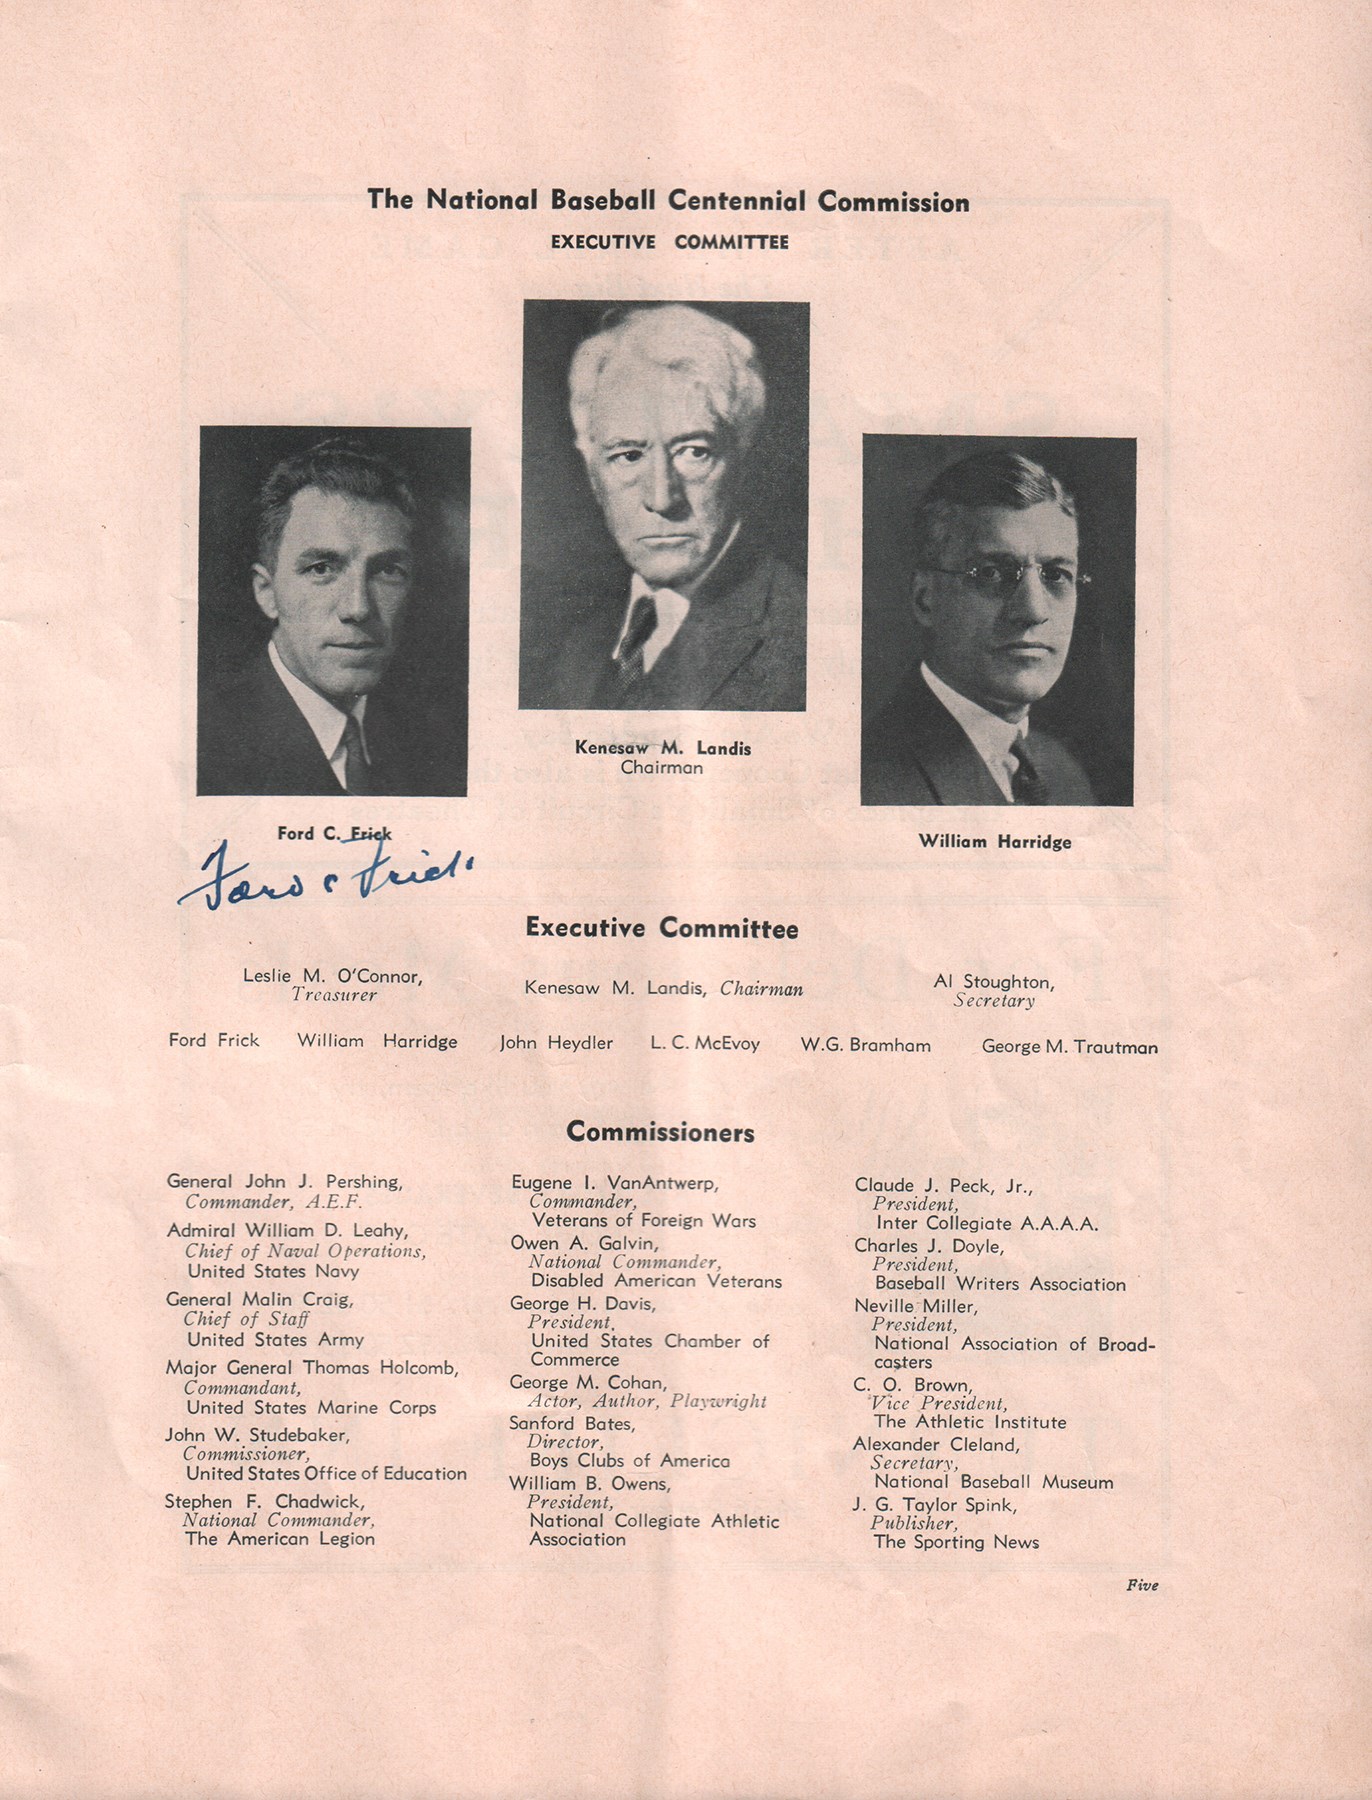 The National Baseball Centennial Commission
EXECUTIVE COMMITTEE
Kenesaw M. Landis
Chairman
Ford C. Frick
William Harridge
Ford C Frick
Executive Committee
Leslie M. O'Connor,
Treasurer
Kenesaw M. Landis, Chairman
Al Stoughton,
Secretary
Ford Frick William Harridge John Heydler L. C. McEvoy W.G. Bramham George M. Trautman
Commissioners
General John J. Pershing,
Commander, A.E.F.
Admiral William D. Leahy,
Chief of Naval Operations,
United States Navy
General Malin Craig,
Chief of Staff
United States Army
Major General Thomas Holcomb,
Commandant,
United States Marine Corps
John W. Studebaker,
Commissioner,
United States Office of Education
Stephen F. Chadwick,
National Commander,
The American Legion
Eugene I. VanAntwerp,
Commander,
Veterans of Foreign Wars
Owen A. Galvin,
National Commander,
Disabled American Veterans
George H. Davis,
President,
United States Chamber of
Commerce
George M. Cohan,
Actor, Author, Playwright
Sanford Bates,
Director,
Boys Clubs of America
William B. Owens,
President,
National Collegiate Athletic
Association
Claude J. Peck, Jr.,
President,
Inter Collegiate A.A.A.A.
Charles J. Doyle,
President,
Baseball Writers Association
Neville Miller,
President,
National Association of Broad-
casters
C. O. Brown,
Vice President,
The Athletic Institute
Alexander Cleland,
Secretary,
National Baseball Museum
J. G. Taylor Spink,
Publisher,
The Sporting News
Five